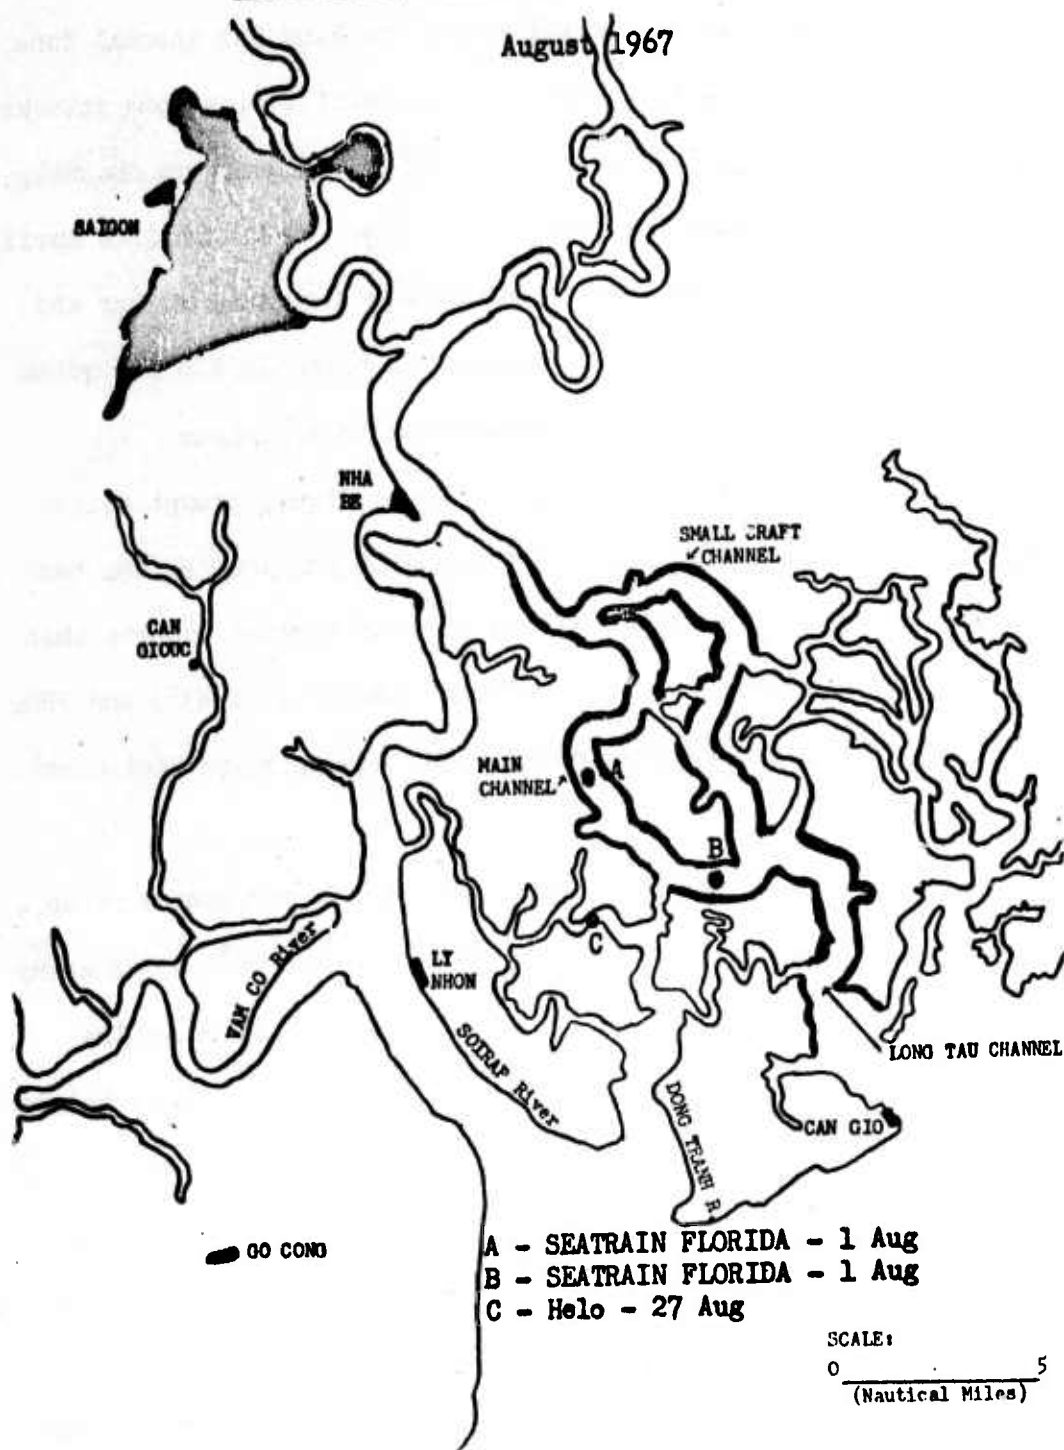 August 1967
SAIGON
NHA
BE
SMALL CRAFT
CHANNEL
CAN
GIOUC
MAIN
CHANNEL
A
B
C
LY
NHON
VAM CO River
SOIRAP River
LONG TAU CHANNEL
DONG TRANH R.
CAN GIO
GO CONG
A - SEATRAIN FLORIDA - 1 Aug
B - SEATRAIN FLORIDA - 1 Aug
C - Helo - 27 Aug
SCALE:
0 5
(Nautical Miles)